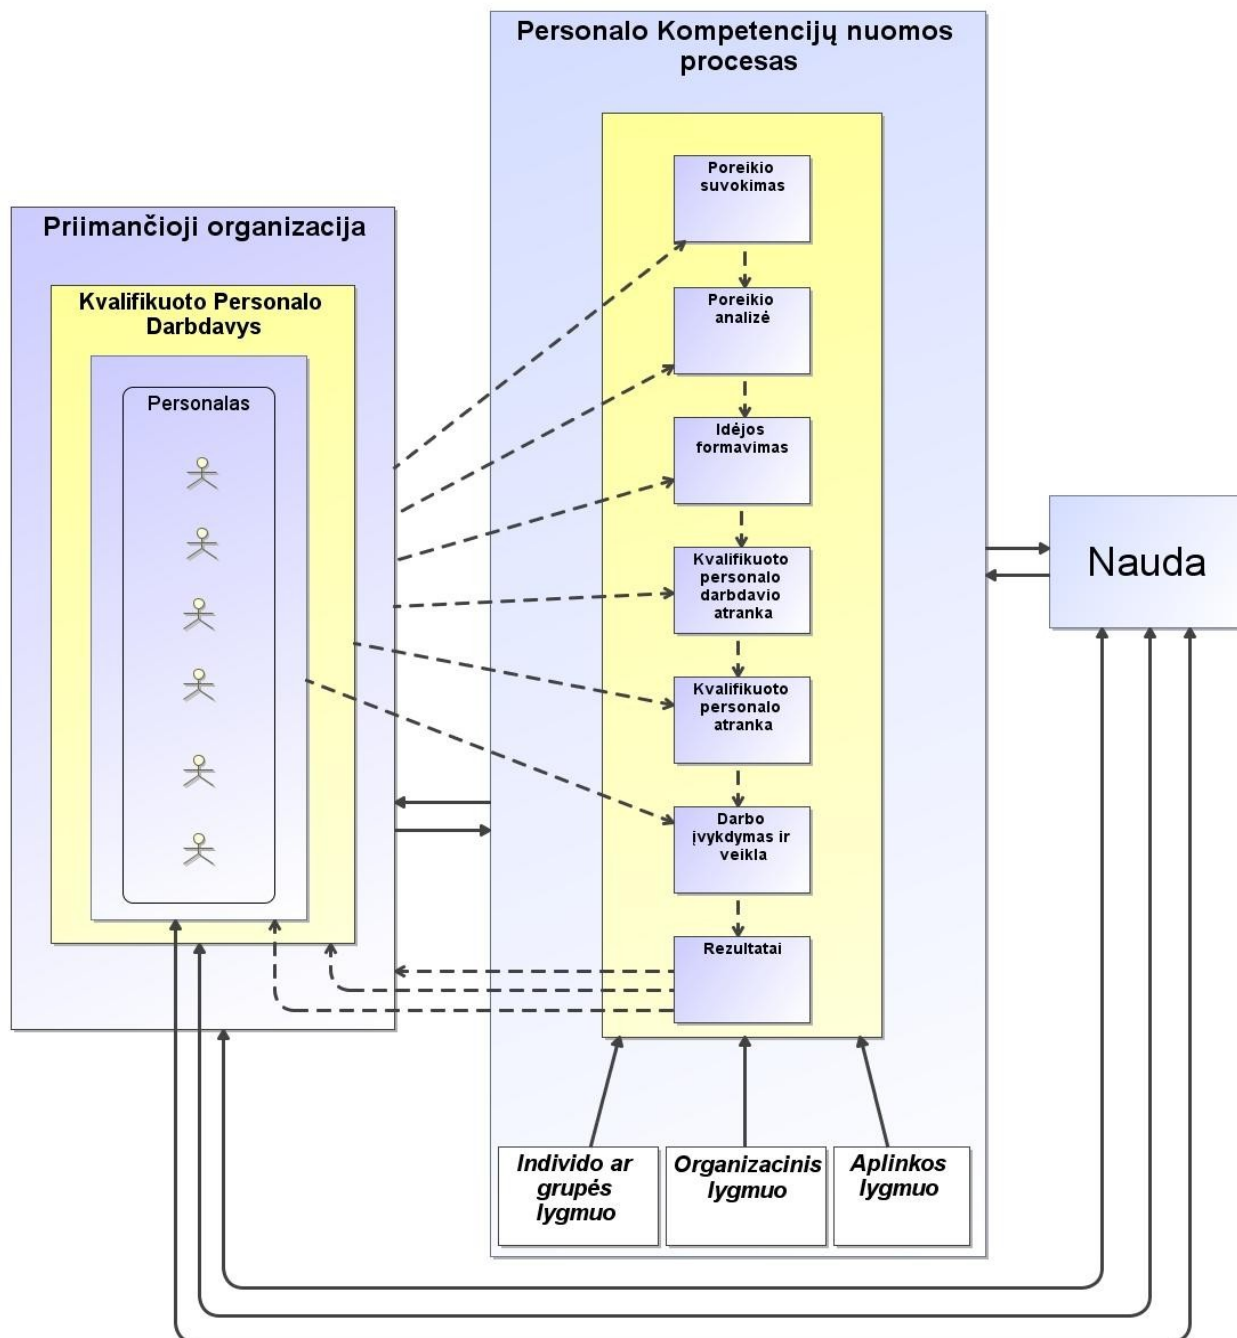 Personalo Kompetencijų nuomos
procesas
Poreikio
suvokimas
Priimančioji organizacija
Kvalifikuoto Personalo
Darbdavys
Poreikio
analizė
Personalas
Idėjos
formavimas
Kvalifikuoto
personalo
darbdavio
atranka
Nauda
Kvalifikuoto
personalo
atranka
Darbo
įvykdymas ir
veikla
Rezultatai
Individo ar
grupės
lygmuo
Organizacinis
lygmuo
Aplinkos
lygmuo